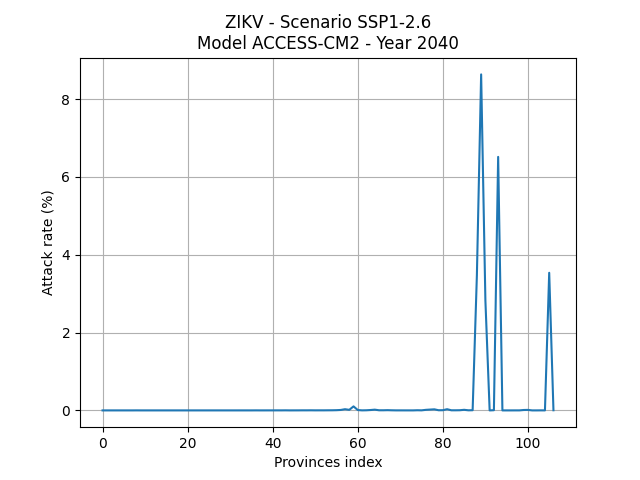 ZIKV - Scenario SSP1-2.6
Model ACCESS-CM2 - Year 2040
Attack rate (%)
8
6
4
2
0
0 20 40 60 80 100
Provinces index